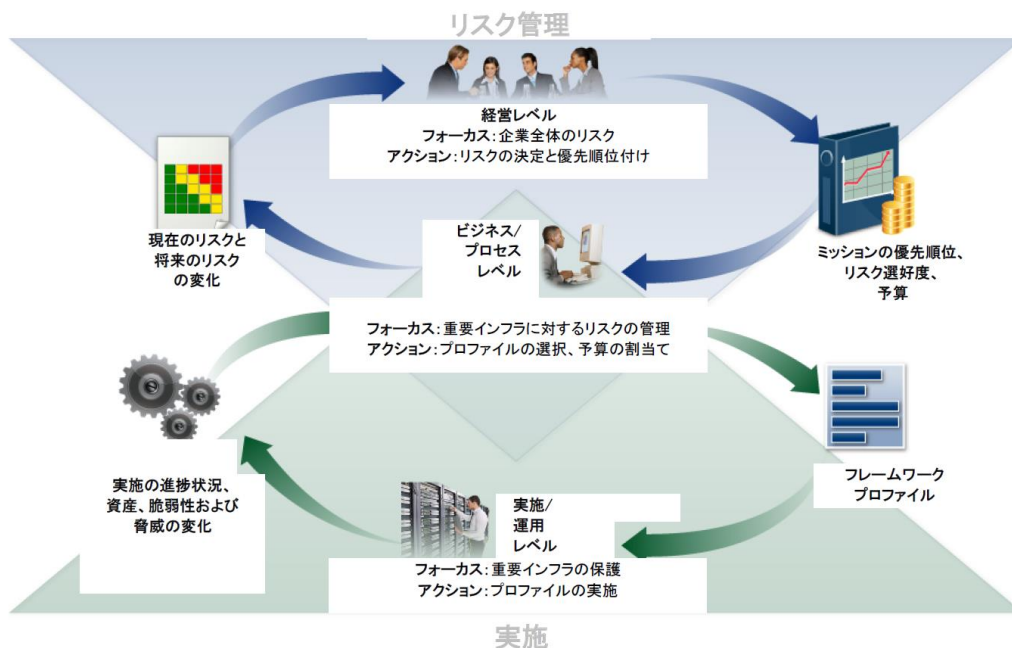 リスク管理
経営レベル
フォーカス：企業全体のリスク
アクション：リスクの決定と優先順位付け
現在のリスクと
将来のリスク
の変化
ビジネス/
プロセス
レベル
ミッションの優先順位、
リスク選好度、
予算
フォーカス：重要インフラに対するリスクの管理
アクション：プロファイルの選択、予算の割当て
実施の進捗状況、
資産、脆弱性および
脅威の変化
フレームワーク
プロファイル
実施/
運用
レベル
フォーカス：重要インフラの保護
アクション：プロファイルの実施
実施